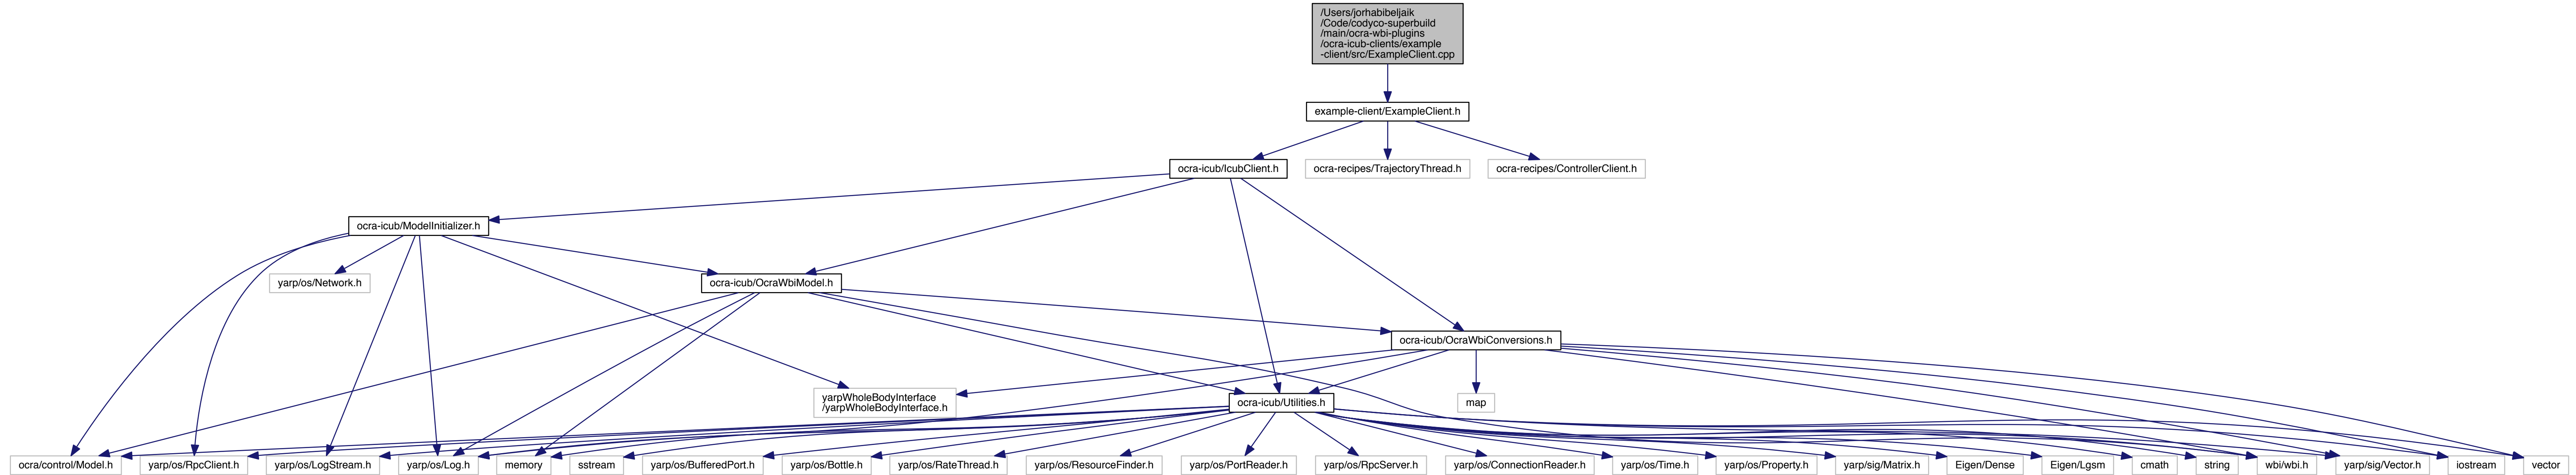 /Users/jorhabibeljaik
/Code/codyco-superbuild
/main/ocra-wbi-plugins
/ocra-icub-clients/example
-client/src/ExampleClient.cpp
example-client/ExampleClient.h
ocra-icub/IcubClient.h
ocra-recipes/TrajectoryThread.h
ocra-recipes/ControllerClient.h
ocra-icub/ModelInitializer.h
yarp/os/Network.h
ocra-icub/OcraWbiModel.h
ocra-icub/OcraWbiConversions.h
yarpWholeBodyInterface
/yarpWholeBodyInterface.h
ocra-icub/Utilities.h
map
ocra/control/Model.h
yarp/os/RpcClient.h
yarp/os/LogStream.h
yarp/os/Log.h
memory
sstream
yarp/os/BufferedPort.h
yarp/os/Bottle.h
yarp/os/RateThread.h
yarp/os/ResourceFinder.h
yarp/os/PortReader.h
yarp/os/RpcServer.h
yarp/os/ConnectionReader.h
yarp/os/Time.h
yarp/os/Property.h
yarp/sig/Matrix.h
Eigen/Dense
Eigen/Lgsm
cmath
string
wbi/wbi.h
yarp/sig/Vector.h
iostream
vector